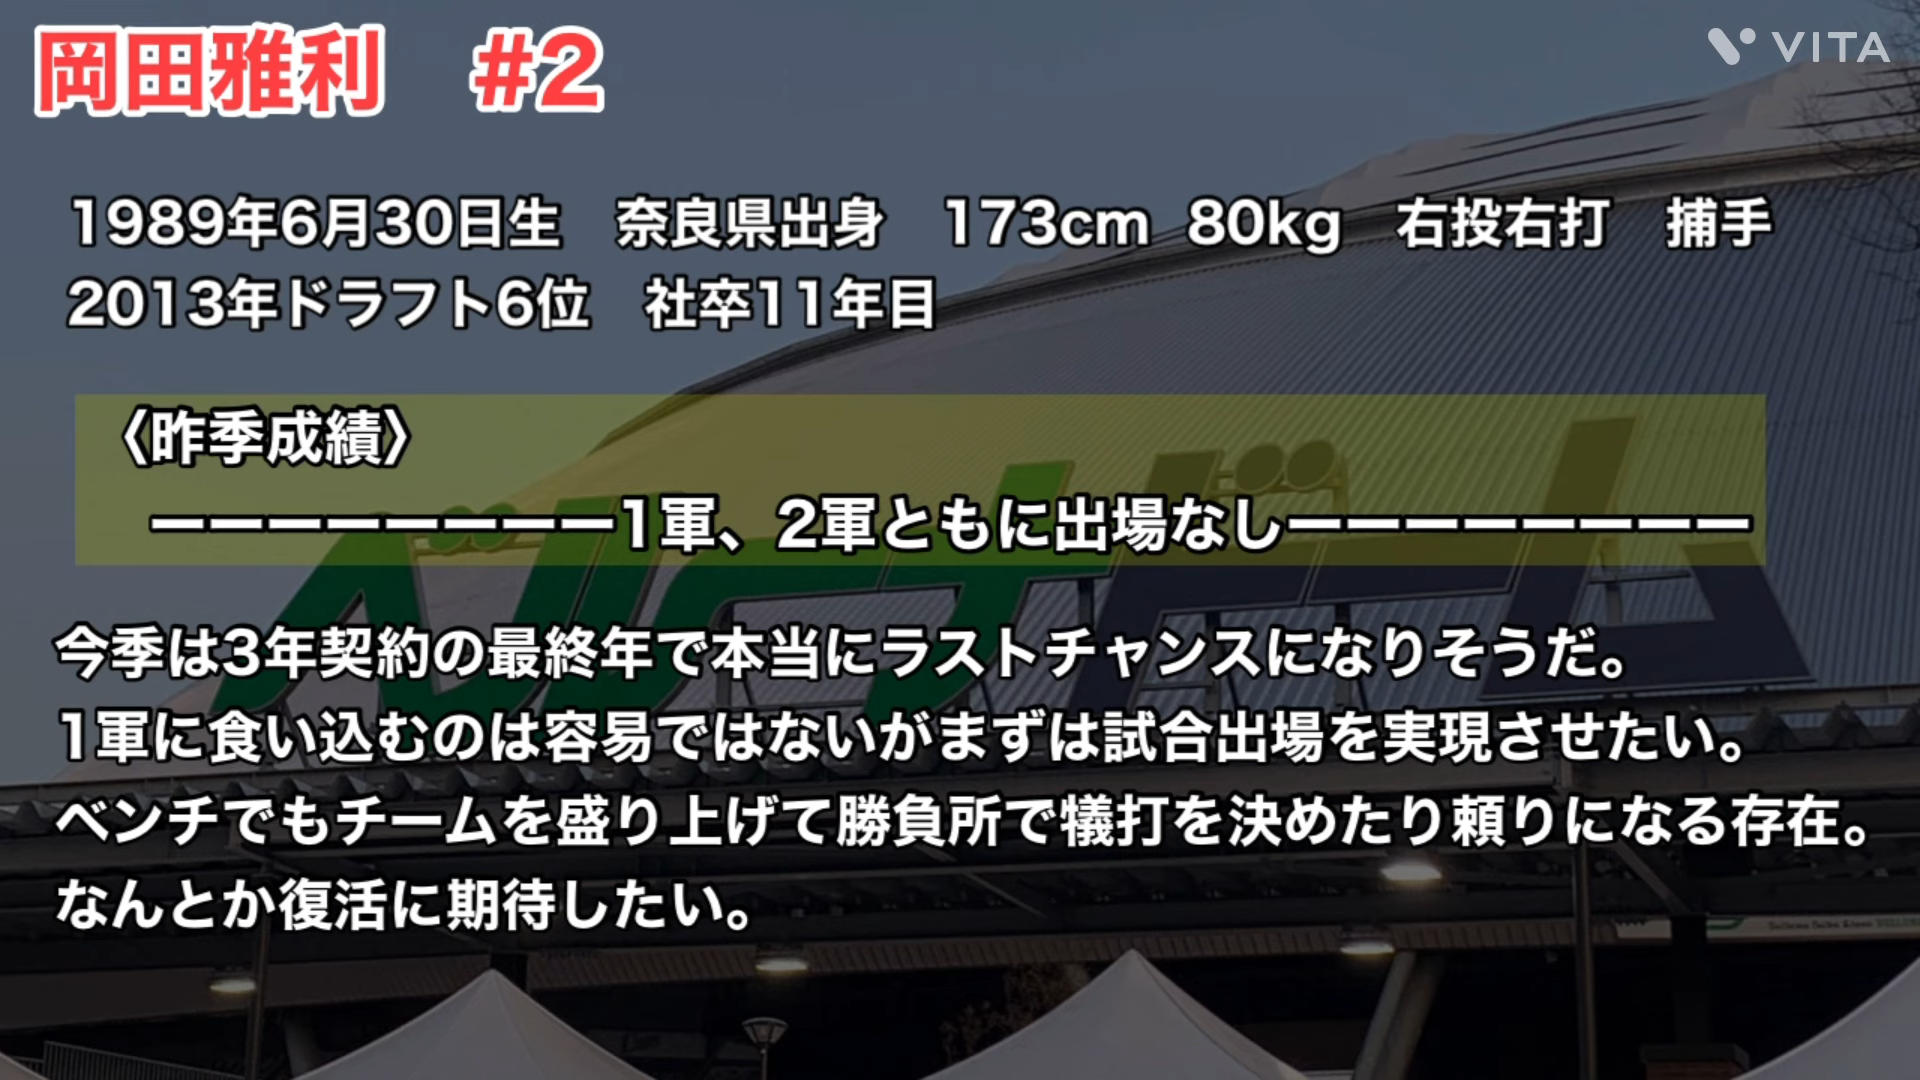 岡田雅利　#2
VITA
1989年6月30日生　奈良県出身　173cm 80kg　右投右打　捕手
2013年ドラフト6位　社卒11年目
〈昨季成績〉
ーーーーーーーー1軍、2軍ともに出場なしーーーーーーーー
ベルーナドーム
今季は3年契約の最終年で本当にラストチャンスになりそうだ。
1軍に食い込むのは容易ではないがまずは試合出場を実現させたい。
ベンチでもチームを盛り上げて勝負所で犠打を決めたり頼りになる存在。
なんとか復活に期待したい。